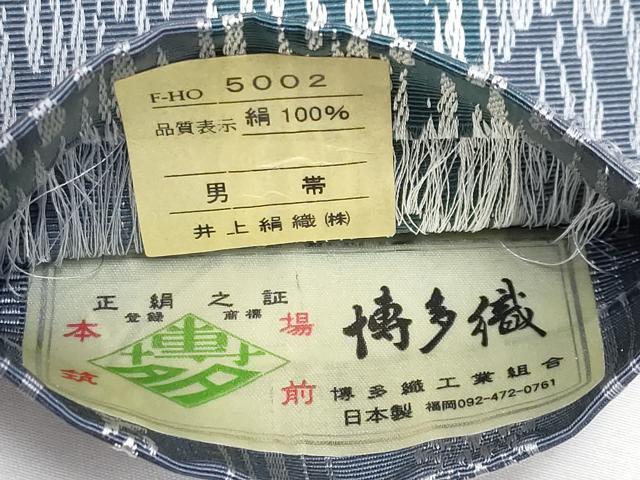 F-HO 5002
品質表示 絹 100%
男 帯
井上絹織(株)
正絹之証
登録 商標
本場
筑前
博多
博多織
博多織工業組合
日本製 福岡092-472-0761